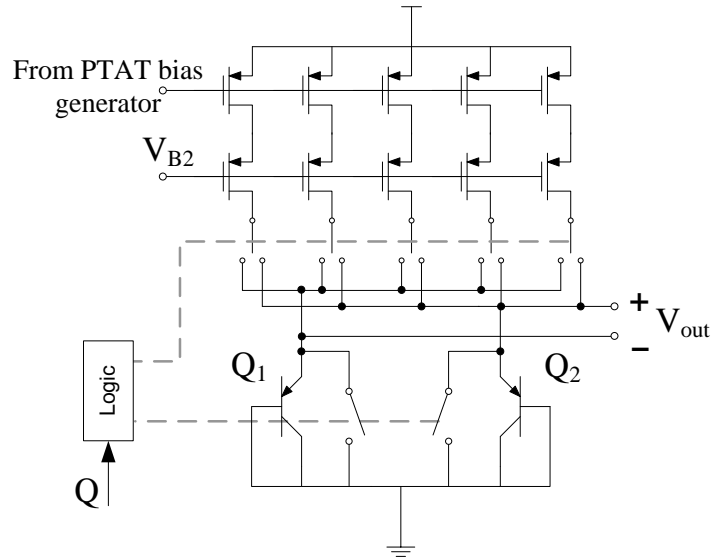 From PTAT bias
generator
V_B2
+
V_out
−
Q_1
Q_2
Logic
Q